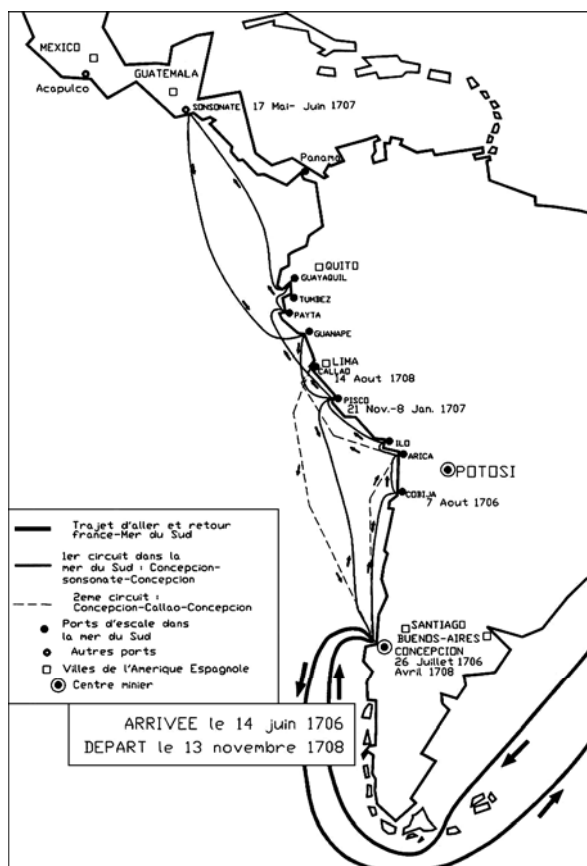 MEXICO
Acapulco
GUATEMALA
SONSONATE 17 Mai- Juin 1707
Panama
QUITO
GUAYAQUIL
TUMBEZ
PAYTA
GUANAPE
LIMA
CALLAO
14 Aout 1708
PISCO
21 Nov.-8 Jan. 1707
ILO
ARICA
POTOSI
COBIJA
7 Aout 1706
Trajet d'aller et retour
france-Mer du Sud
1er circuit dans la
mer du Sud : Concepcion-
sonsonate-Concepcion
2eme circuit :
Concepcion-Callao-Concepcion
Ports d'escale dans
la mer du Sud
Autres ports
Villes de l'Amerique Espagnole
Centre minier
SANTIAGO
BUENOS-AIRES
CONCEPCION
26 Juillet 1706
Avril 1708
ARRIVEE le 14 juin 1706
DEPART le 13 novembre 1708